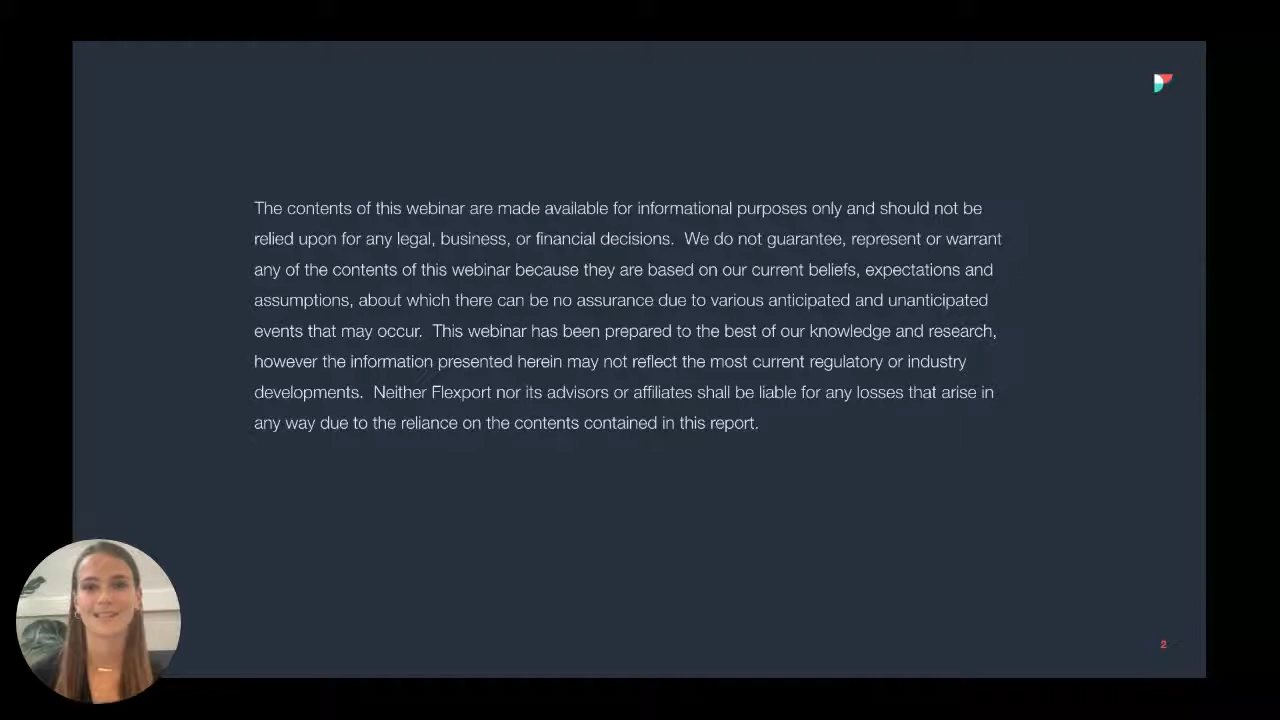 The contents of this webinar are made available for informational purposes only and should not be
relied upon for any legal, business, or financial decisions.  We do not guarantee, represent or warrant
any of the contents of this webinar because they are based on our current beliefs, expectations and
assumptions, about which there can be no assurance due to various anticipated and unanticipated
events that may occur.  This webinar has been prepared to the best of our knowledge and research,
however the information presented herein may not reflect the most current regulatory or industry
developments.  Neither Flexport nor its advisors or affiliates shall be liable for any losses that arise in
any way due to the reliance on the contents contained in this report.
2